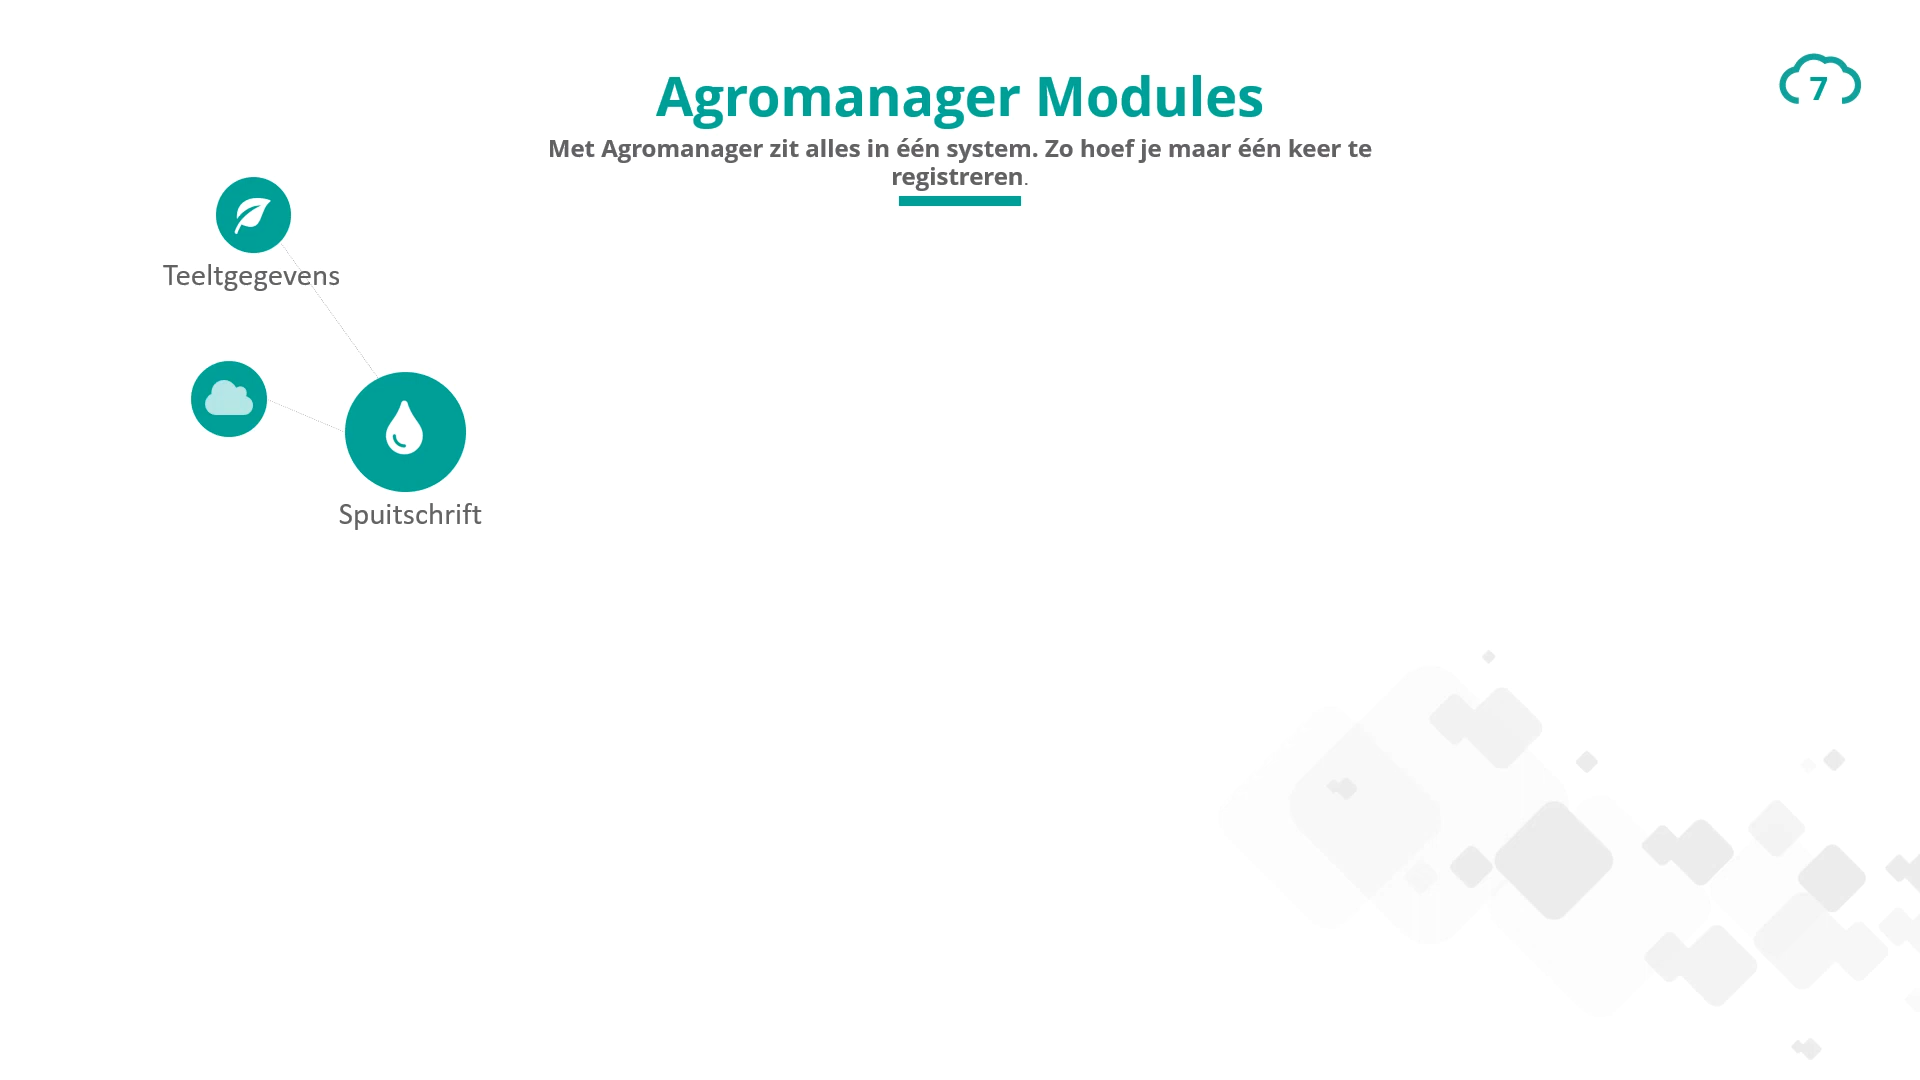 Agromanager Modules
7
Met Agromanager zit alles in één system. Zo hoef je maar één keer te
registreren.
Teeltgegevens
Spuitschrift